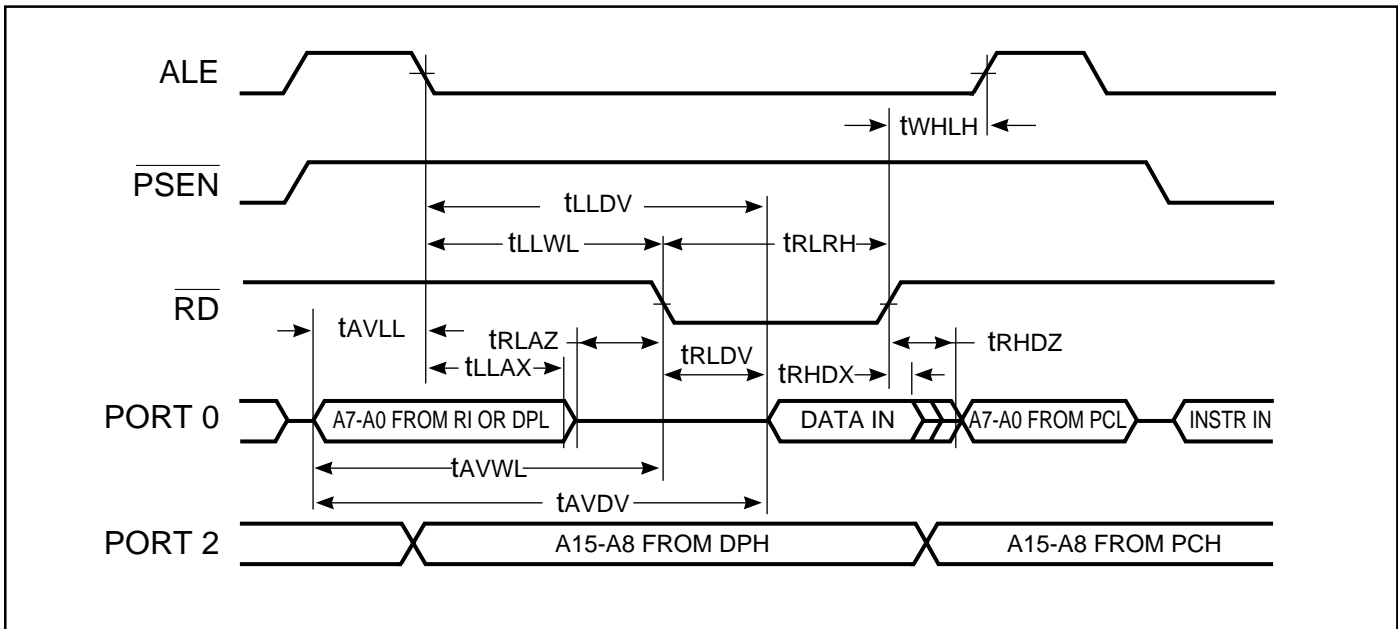 ALE
tWHLH
PSEN
tLLDV
tLLWL
tRLRH
RD
tAVLL
tRLAZ
tRLDV
tRHDZ
tLLAX
tRHDX
PORT 0
A7-A0 FROM RI OR DPL
DATA IN
A7-A0 FROM PCL
INSTR IN
tAVWL
tAVDV
PORT 2
A15-A8 FROM DPH
A15-A8 FROM PCH